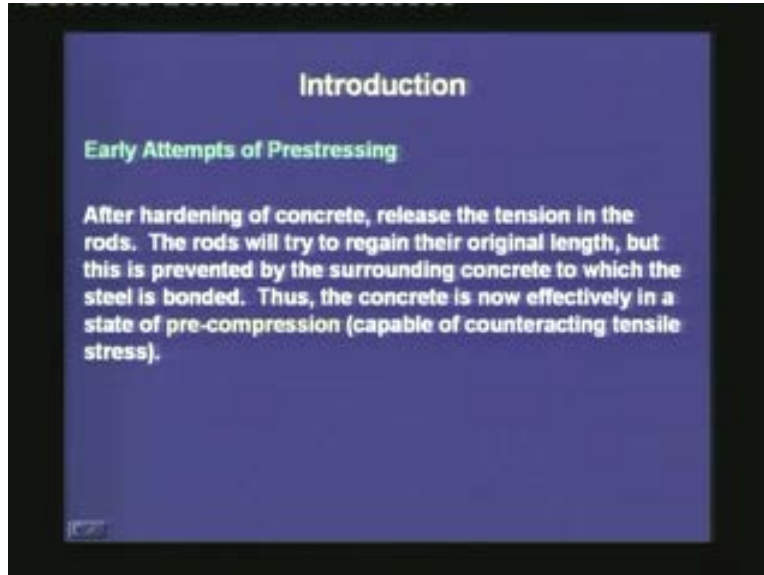 Introduction
Early Attempts of Prestressing
After hardening of concrete, release the tension in the
rods. The rods will try to regain their original length, but
this is prevented by the surrounding concrete to which the
steel is bonded. Thus, the concrete is now effectively in a
state of pre-compression (capable of counteracting tensile
stress).